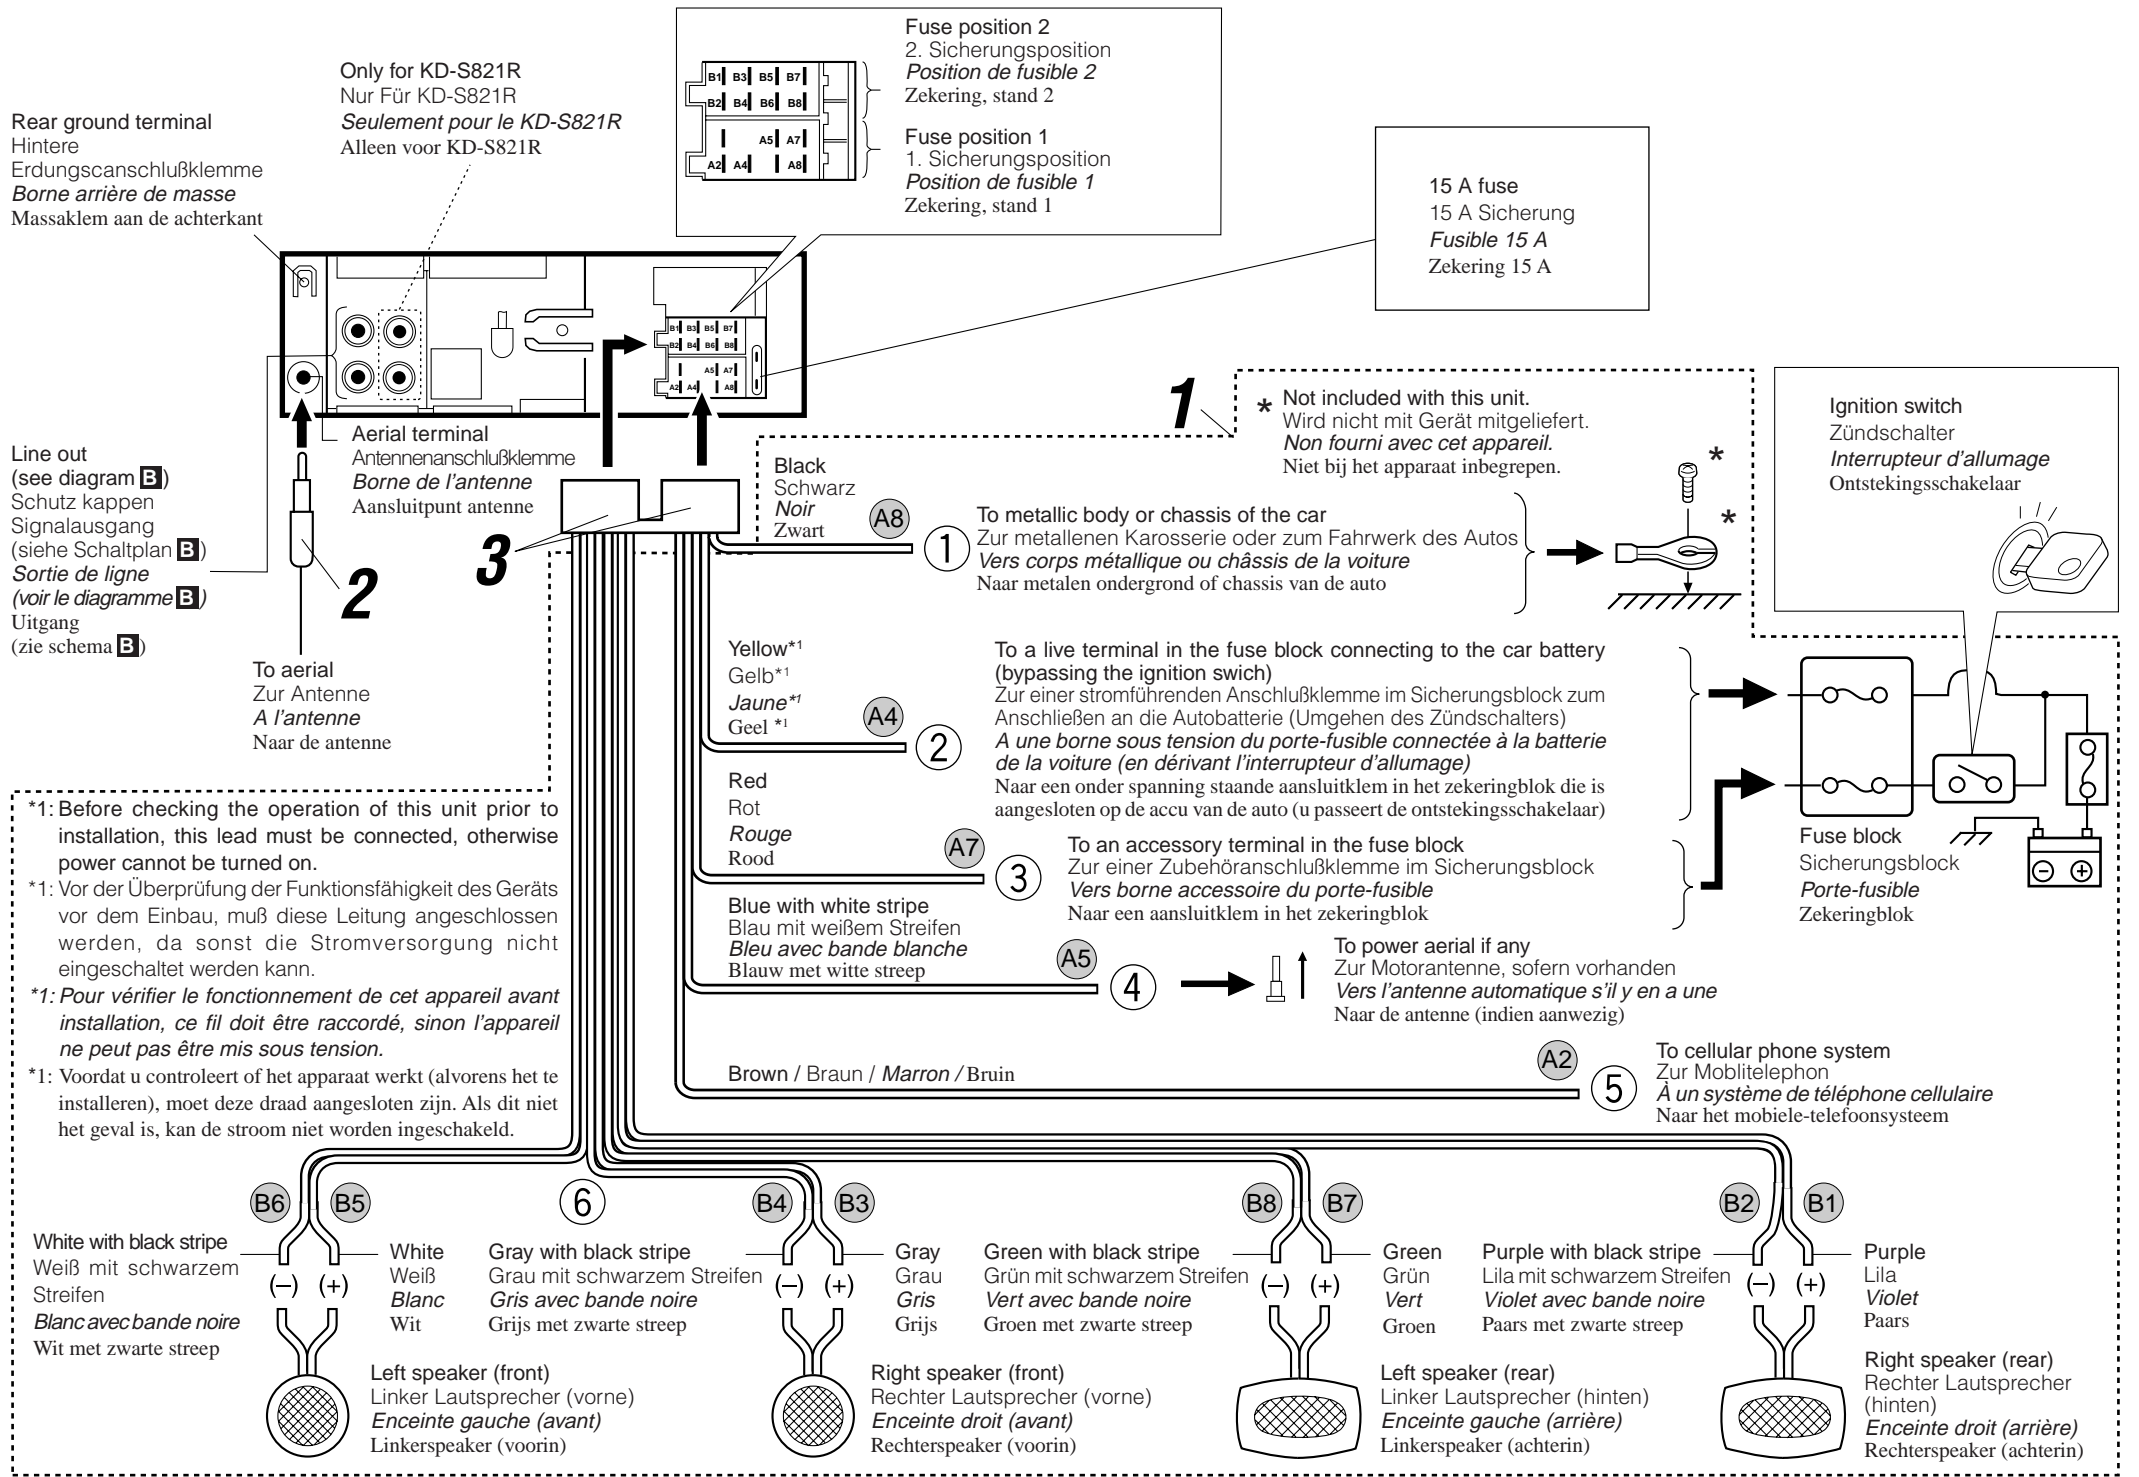 Fuse position 2
2. Sicherungsposition
Position de fusible 2
Zekering, stand 2
B1 B3 B5 B7
B2 B4 B6 B8
A5 A7
A2 A4 A8
Fuse position 1
1. Sicherungsposition
Position de fusible 1
Zekering, stand 1
Only for KD-S821R
Nur Für KD-S821R
Seulement pour le KD-S821R
Alleen voor KD-S821R
Rear ground terminal
Hintere
Erdungscanschlußklemme
Borne arrière de masse
Massaklem aan de achterkant
15 A fuse
15 A Sicherung
Fusible 15 A
Zekering 15 A
B1 B3 B5 B7
B2 B4 B6 B8
A5 A7
A2 A4 A8
1
* Not included with this unit.
Wird nicht mit Gerät mitgeliefert.
Non fourni avec cet appareil.
Niet bij het apparaat inbegrepen.
*
*
Ignition switch
Zündschalter
Interrupteur d'allumage
Ontstekingsschakelaar
Line out
(see diagram B)
Schutz kappen
Signalausgang
(siehe Schaltplan B)
Sortie de ligne
(voir le diagramme B)
Uitgang
(zie schema B)
Aerial terminal
Antennenanschlußklemme
Borne de l'antenne
Aansluitpunt antenne
2
3
To aerial
Zur Antenne
A l'antenne
Naar de antenne
Black
Schwarz
Noir
Zwart
A8
1
To metallic body or chassis of the car
Zur metallenen Karosserie oder zum Fahrwerk des Autos
Vers corps métallique ou châssis de la voiture
Naar metalen ondergrond of chassis van de auto
Yellow*1
Gelb*1
Jaune*1
Geel *1
A4
2
To a live terminal in the fuse block connecting to the car battery
(bypassing the ignition swich)
Zur einer stromführenden Anschlußklemme im Sicherungsblock zum
Anschließen an die Autobatterie (Umgehen des Zündschalters)
A une borne sous tension du porte-fusible connectée à la batterie
de la voiture (en dérivant l'interrupteur d'allumage)
Naar een onder spanning staande aansluitklem in het zekeringblok die is
aangesloten op de accu van de auto (u passeert de ontstekingsschakelaar)
Red
Rot
Rouge
Rood
A7
3
To an accessory terminal in the fuse block
Zur einer Zubehöranschlußklemme im Sicherungsblock
Vers borne accessoire du porte-fusible
Naar een aansluitklem in het zekeringblok
Fuse block
Sicherungsblock
Porte-fusible
Zekeringblok
− +
Blue with white stripe
Blau mit weißem Streifen
Bleu avec bande blanche
Blauw met witte streep
A5
4
To power aerial if any
Zur Motorantenne, sofern vorhanden
Vers l'antenne automatique s'il y en a une
Naar de antenne (indien aanwezig)
Brown / Braun / Marron / Bruin
A2
5
To cellular phone system
Zur Moblitelephon
À un système de téléphone cellulaire
Naar het mobiele-telefoonsysteem
*1: Before checking the operation of this unit prior to
installation, this lead must be connected, otherwise
power cannot be turned on.
*1: Vor der Überprüfung der Funktionsfähigkeit des Geräts
vor dem Einbau, muß diese Leitung angeschlossen
werden, da sonst die Stromversorgung nicht
eingeschaltet werden kann.
*1: Pour vérifier le fonctionnement de cet appareil avant
installation, ce fil doit être raccordé, sinon l'appareil
ne peut pas être mis sous tension.
*1: Voordat u controleert of het apparaat werkt (alvorens het te
installeren), moet deze draad aangesloten zijn. Als dit niet
het geval is, kan de stroom niet worden ingeschakeld.
B6 B5 6 B4 B3 B8 B7 B2 B1
White with black stripe
Weiß mit schwarzem
Streifen
Blanc avec bande noire
Wit met zwarte streep
(−) (+)
White
Weiß
Blanc
Wit
Gray with black stripe
Grau mit schwarzem Streifen
Gris avec bande noire
Grijs met zwarte streep
(−) (+)
Gray
Grau
Gris
Grijs
Green with black stripe
Grün mit schwarzem Streifen
Vert avec bande noire
Groen met zwarte streep
(−) (+)
Green
Grün
Vert
Groen
Purple with black stripe
Lila mit schwarzem Streifen
Violet avec bande noire
Paars met zwarte streep
(−) (+)
Purple
Lila
Violet
Paars
Left speaker (front)
Linker Lautsprecher (vorne)
Enceinte gauche (avant)
Linkerspeaker (voorin)
Right speaker (front)
Rechter Lautsprecher (vorne)
Enceinte droit (avant)
Rechterspeaker (voorin)
Left speaker (rear)
Linker Lautsprecher (hinten)
Enceinte gauche (arrière)
Linkerspeaker (achterin)
Right speaker (rear)
Rechter Lautsprecher
(hinten)
Enceinte droit (arrière)
Rechterspeaker (achterin)